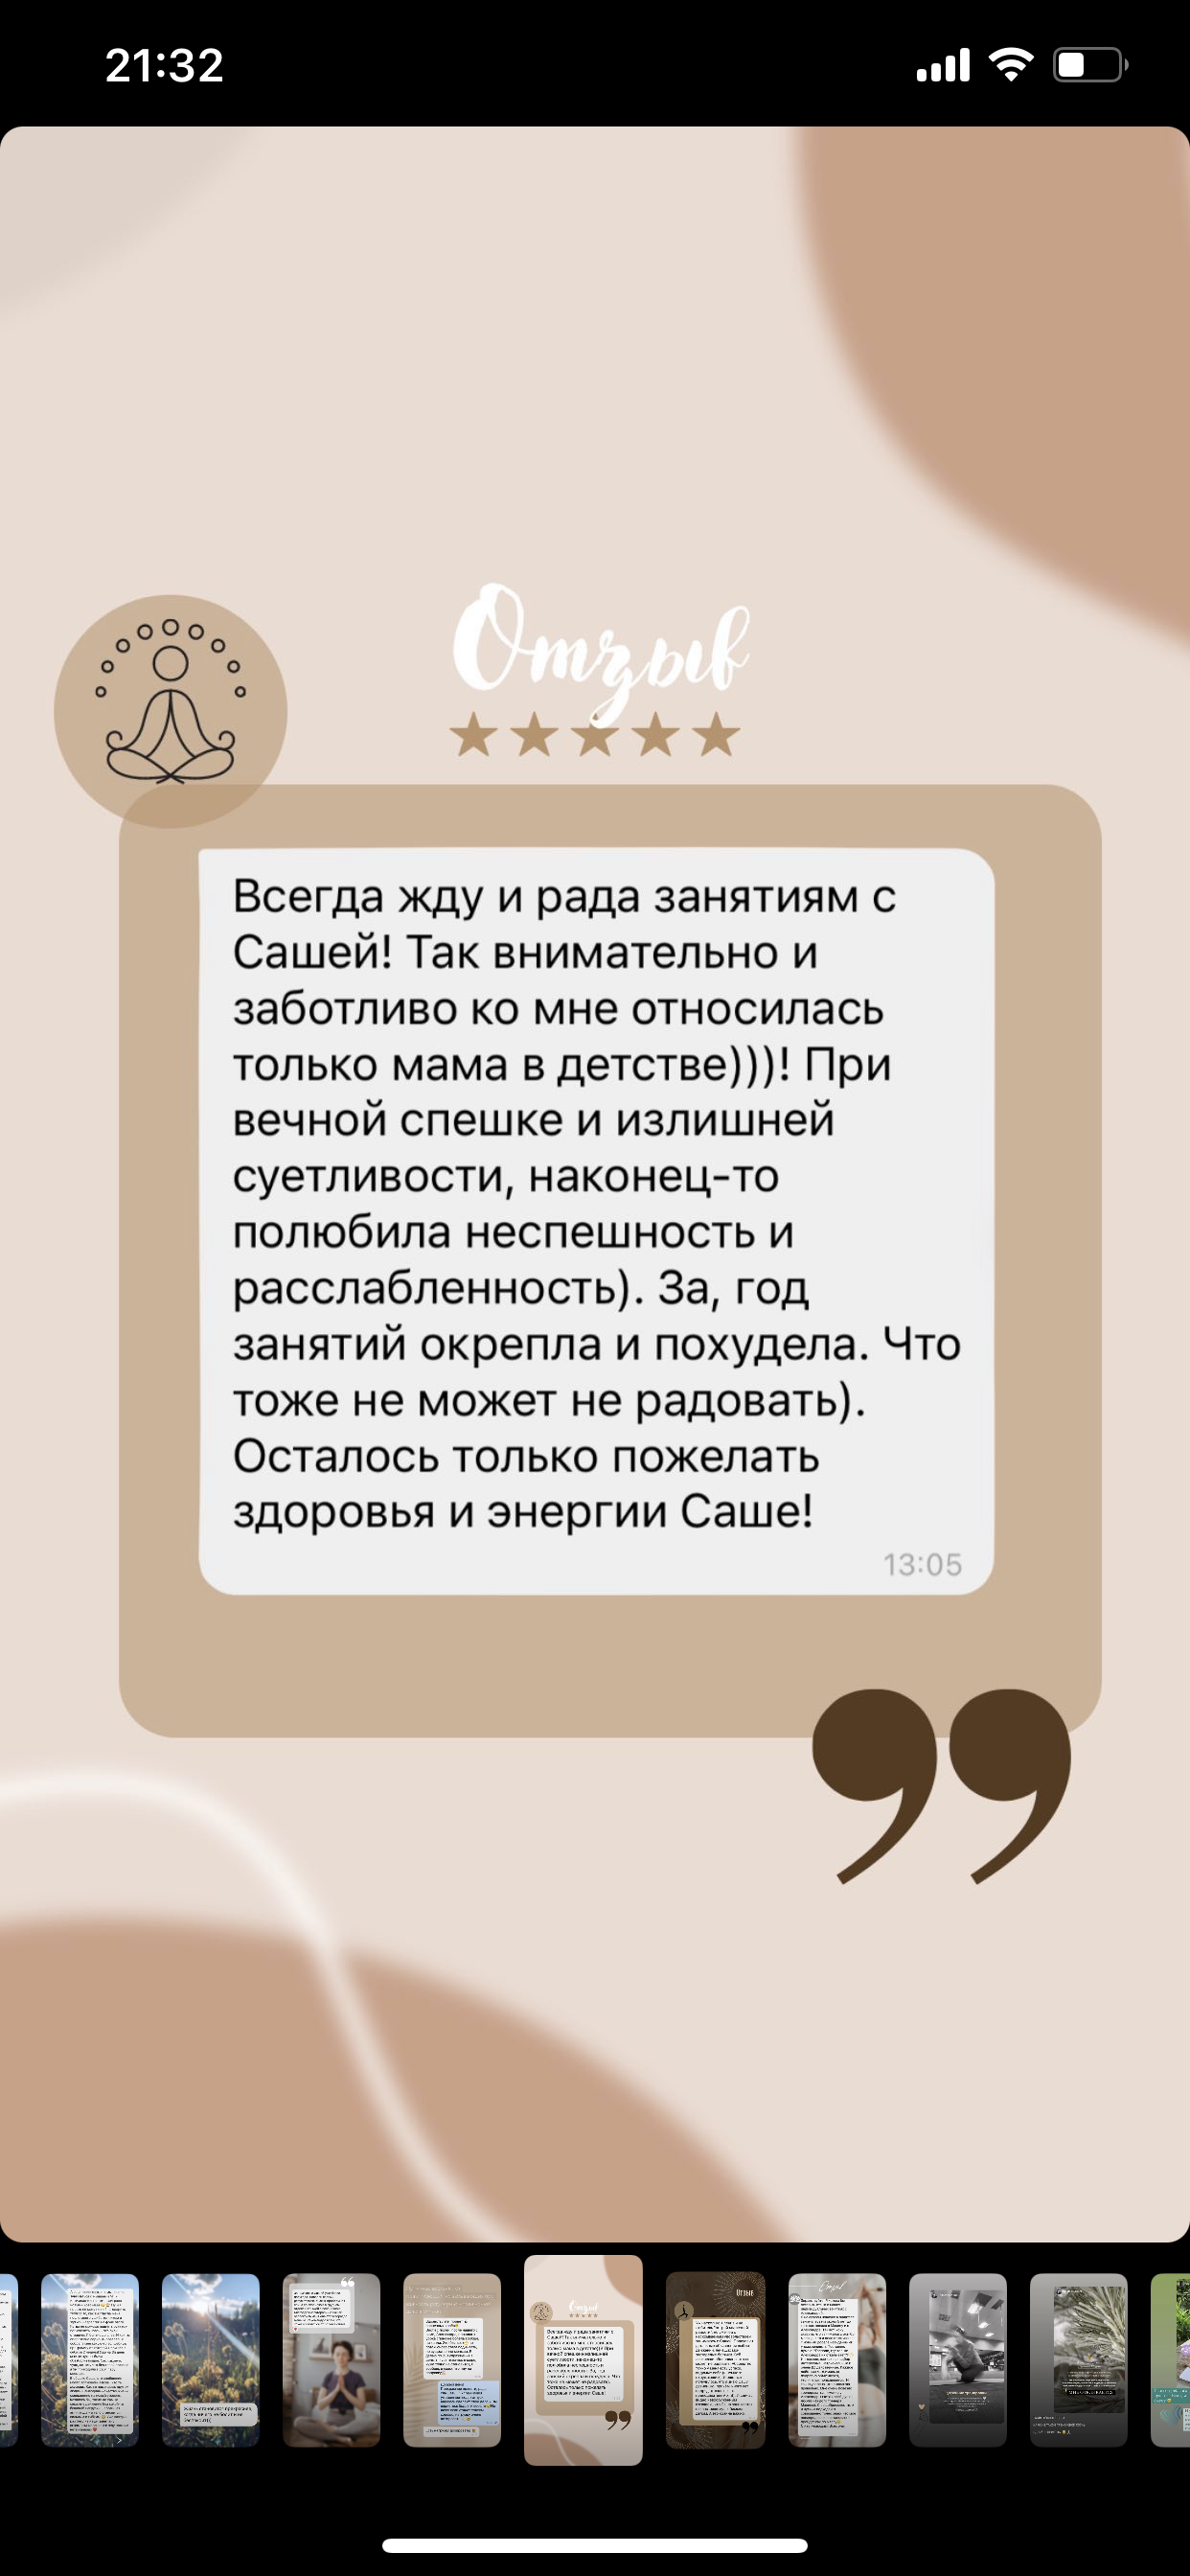 21:32
Отзыв
Всегда жду и рада занятиям с
Сашей! Так внимательно и
заботливо ко мне относилась
только мама в детстве)))! При
вечной спешке и излишней
суетливости, наконец-то
полюбила неспешность и
расслабленность). За, год
занятий окрепла и похудела. Что
тоже не может не радовать).
Осталось только пожелать
здоровья и энергии Саше!
13:05